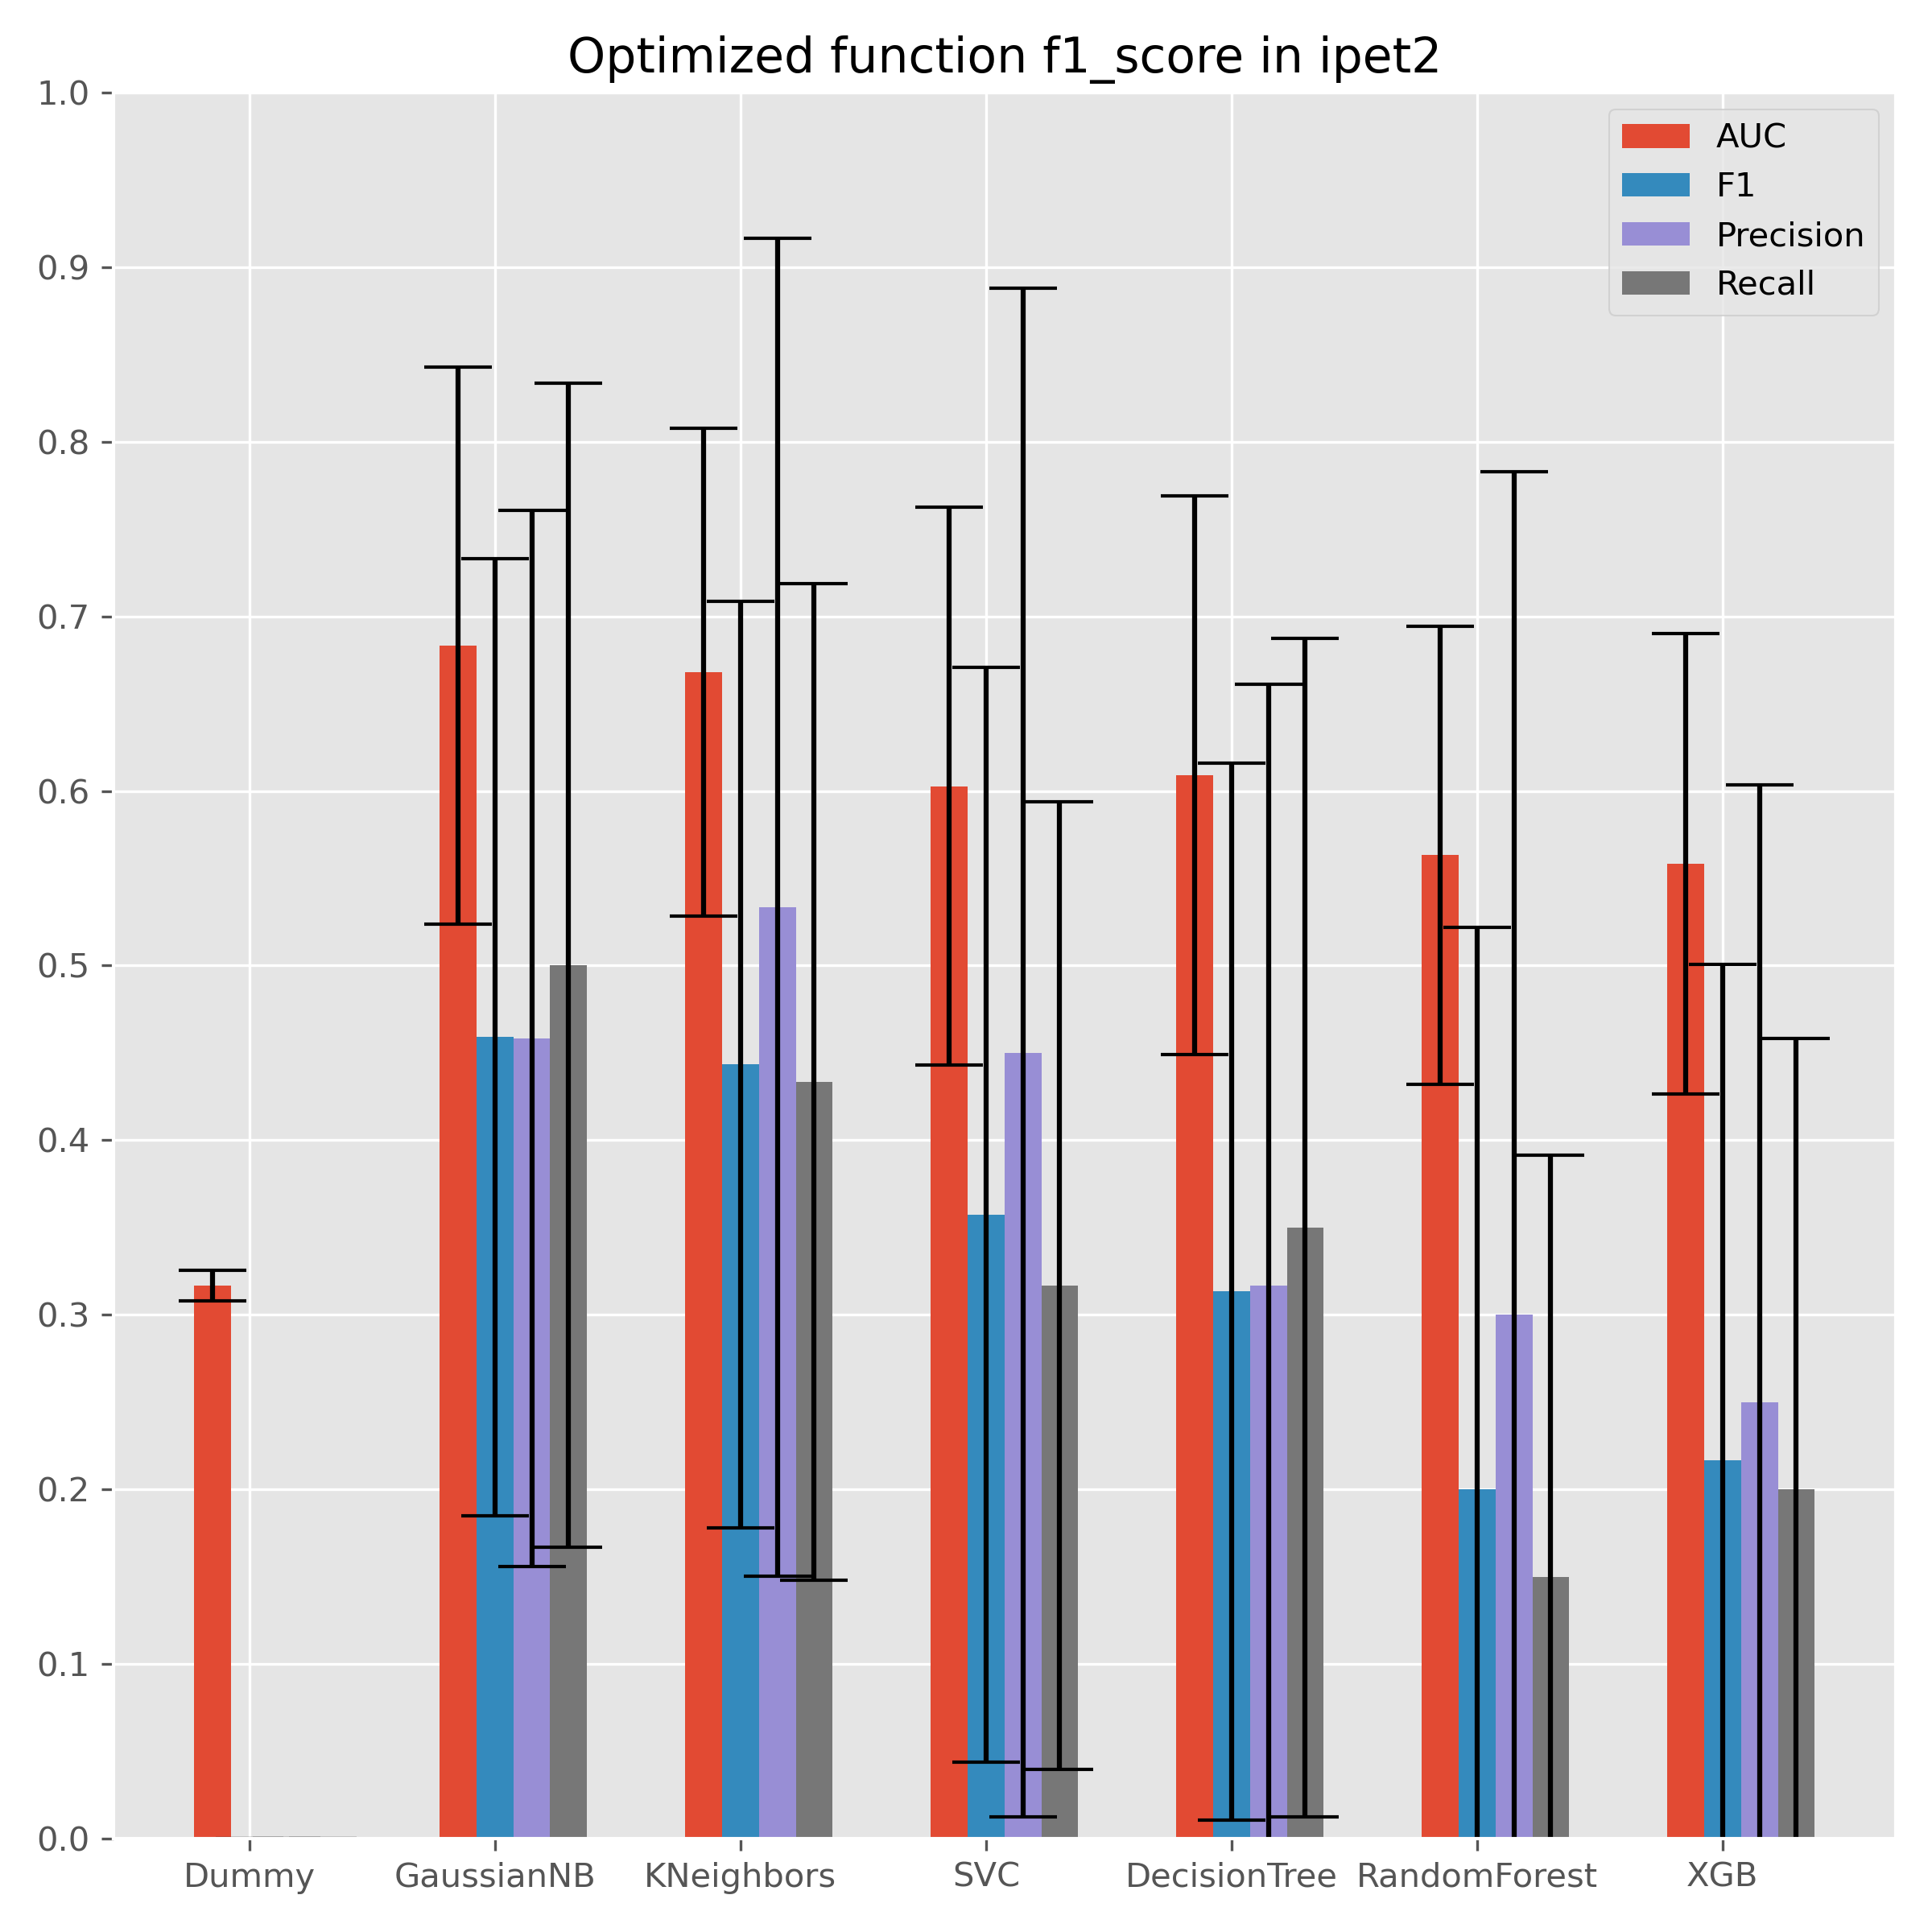 Optimized function f1_score in ipet2
1.0
0.9
0.8
0.7
0.6
0.5
0.4
0.3
0.2
0.1
0.0
AUC
F1
Precision
Recall
Dummy GaussianNB KNeighbors SVC DecisionTree RandomForest XGB